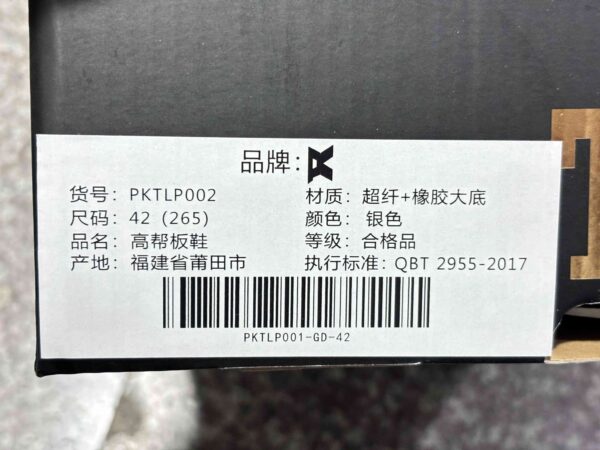 品牌:
货号: PKTLP002 材质: 超纤+橡胶大底
尺码: 42 (265) 颜色: 银色
品名: 高帮板鞋 等级: 合格品
产地: 福建省莆田市 执行标准: QBT 2955-2017
PKTLP001-GD-42